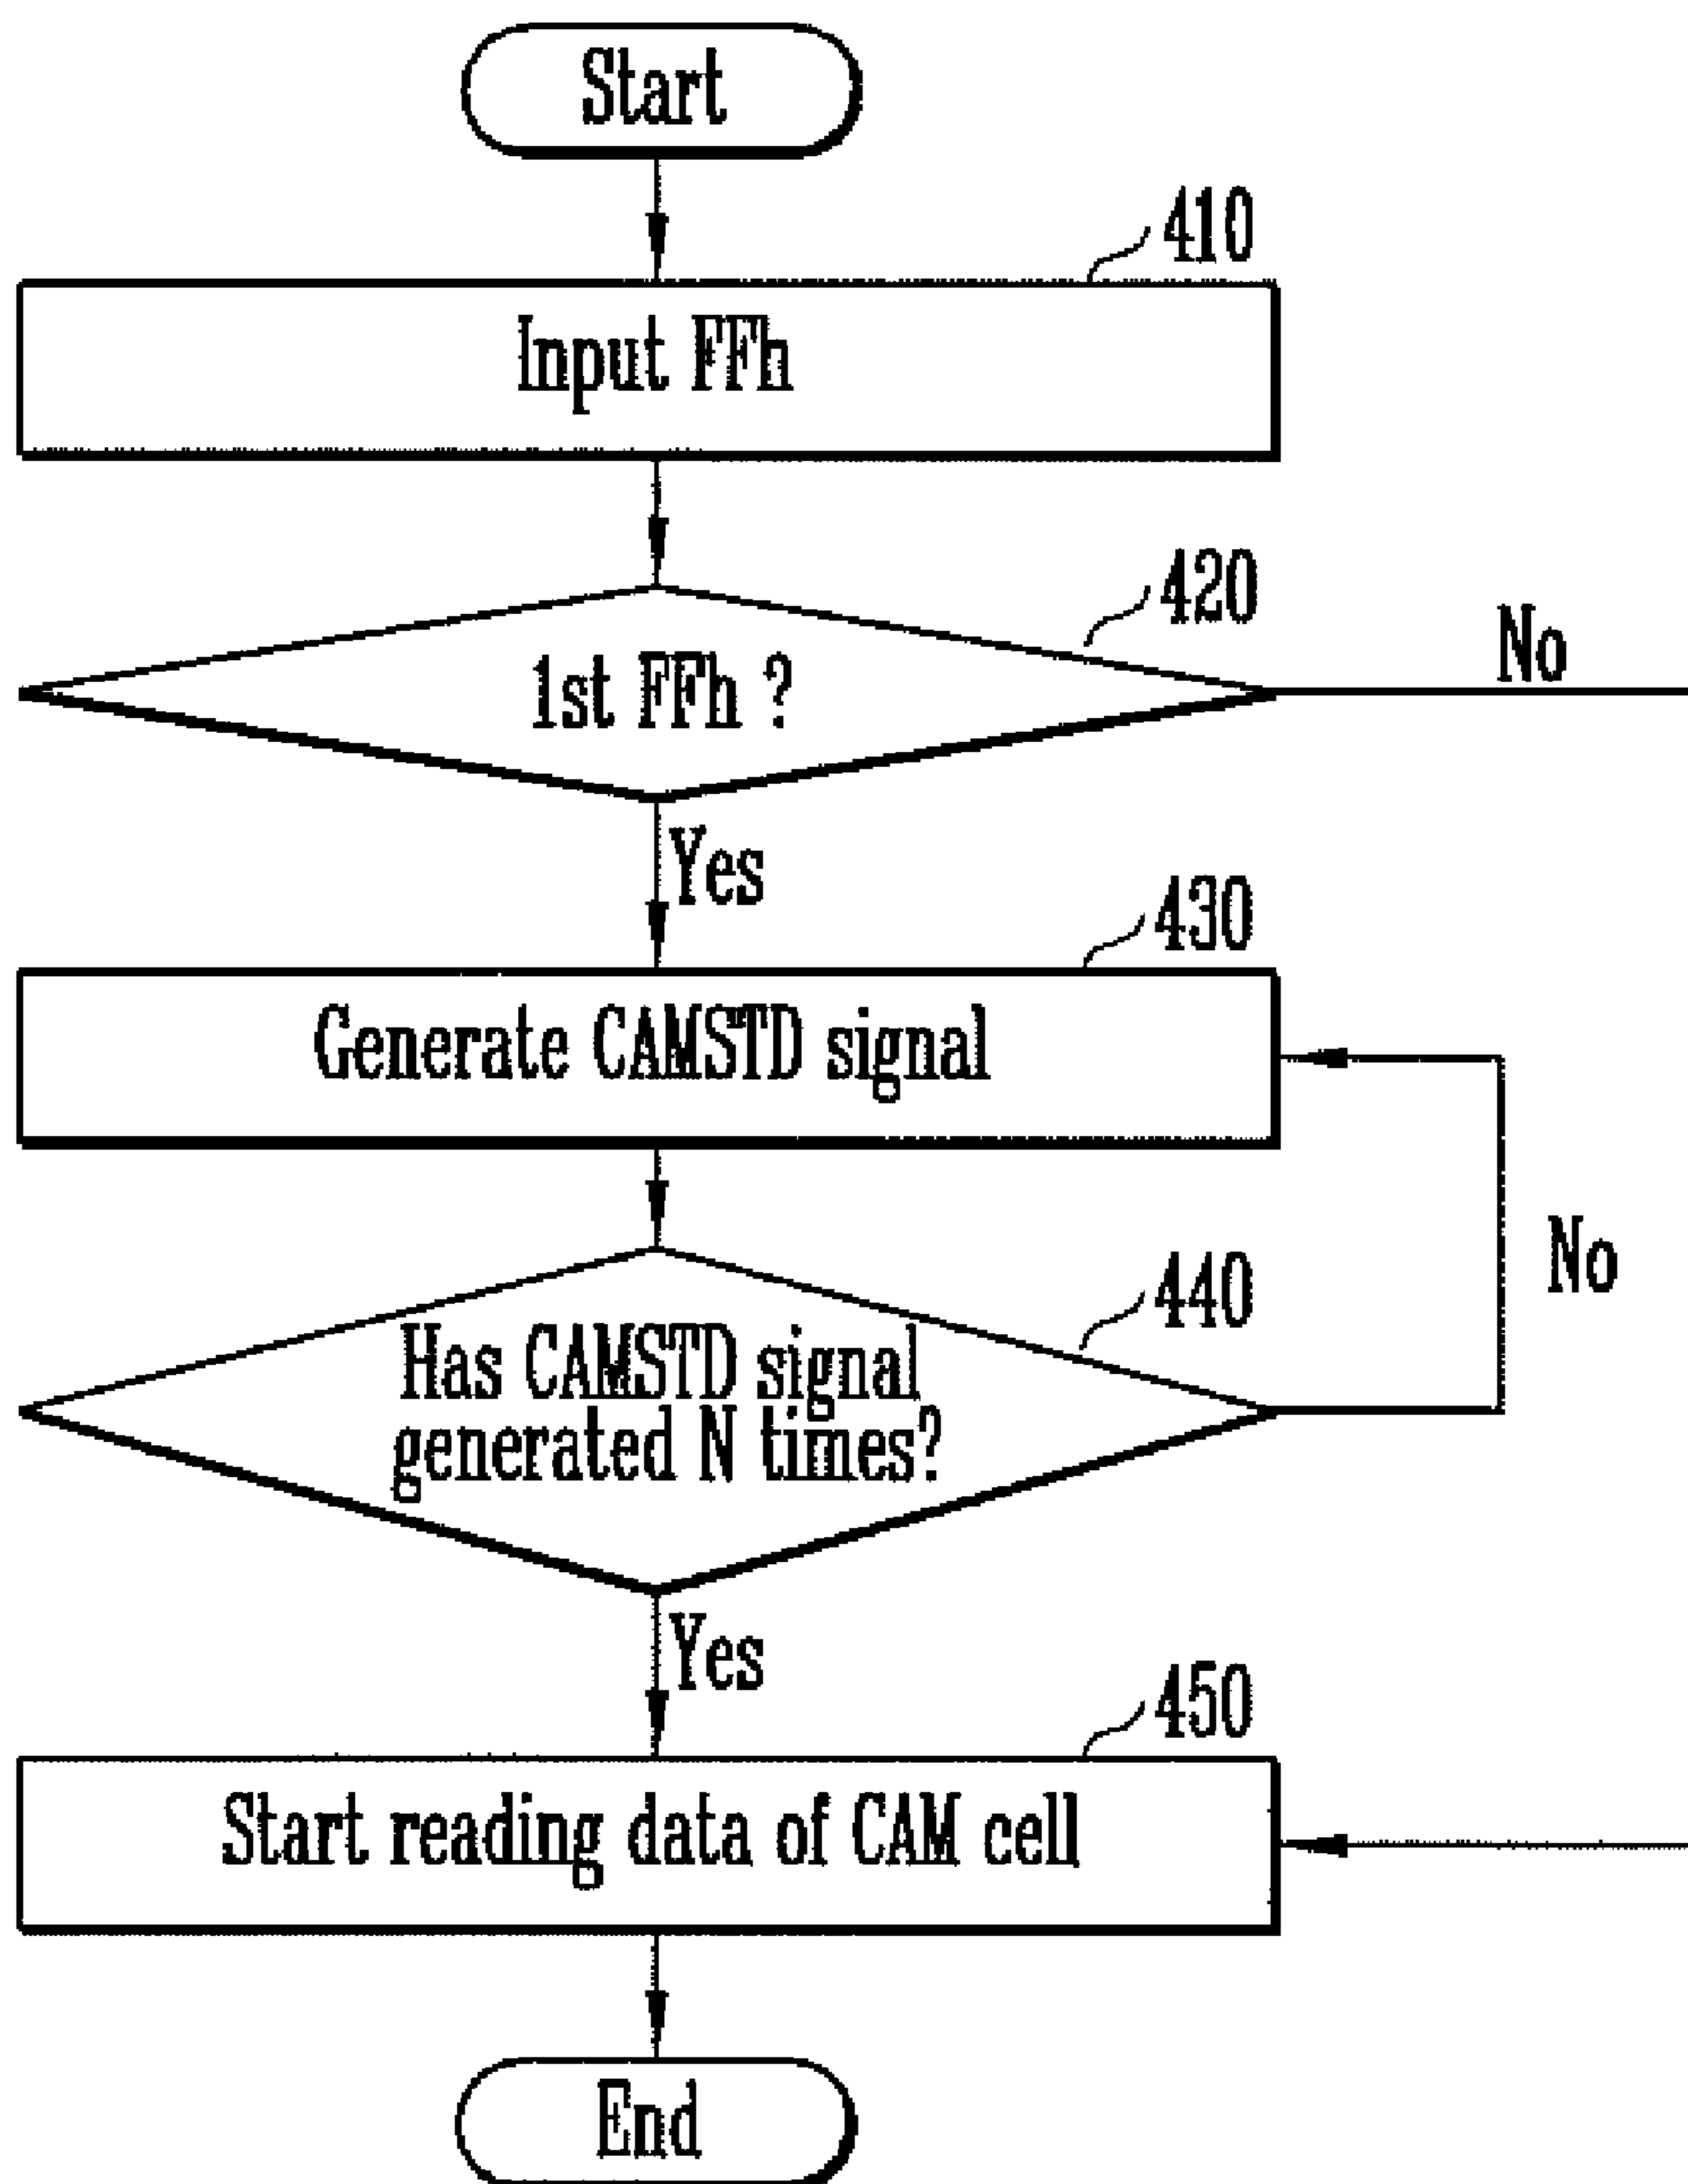 Start
410
Input FFh
420
1st FFh ?
No
Yes
430
Generate CAMSTD signal
440
No
Has CAMSTD signal
generated N times?
Yes
450
Start reading data of CAM cell
End